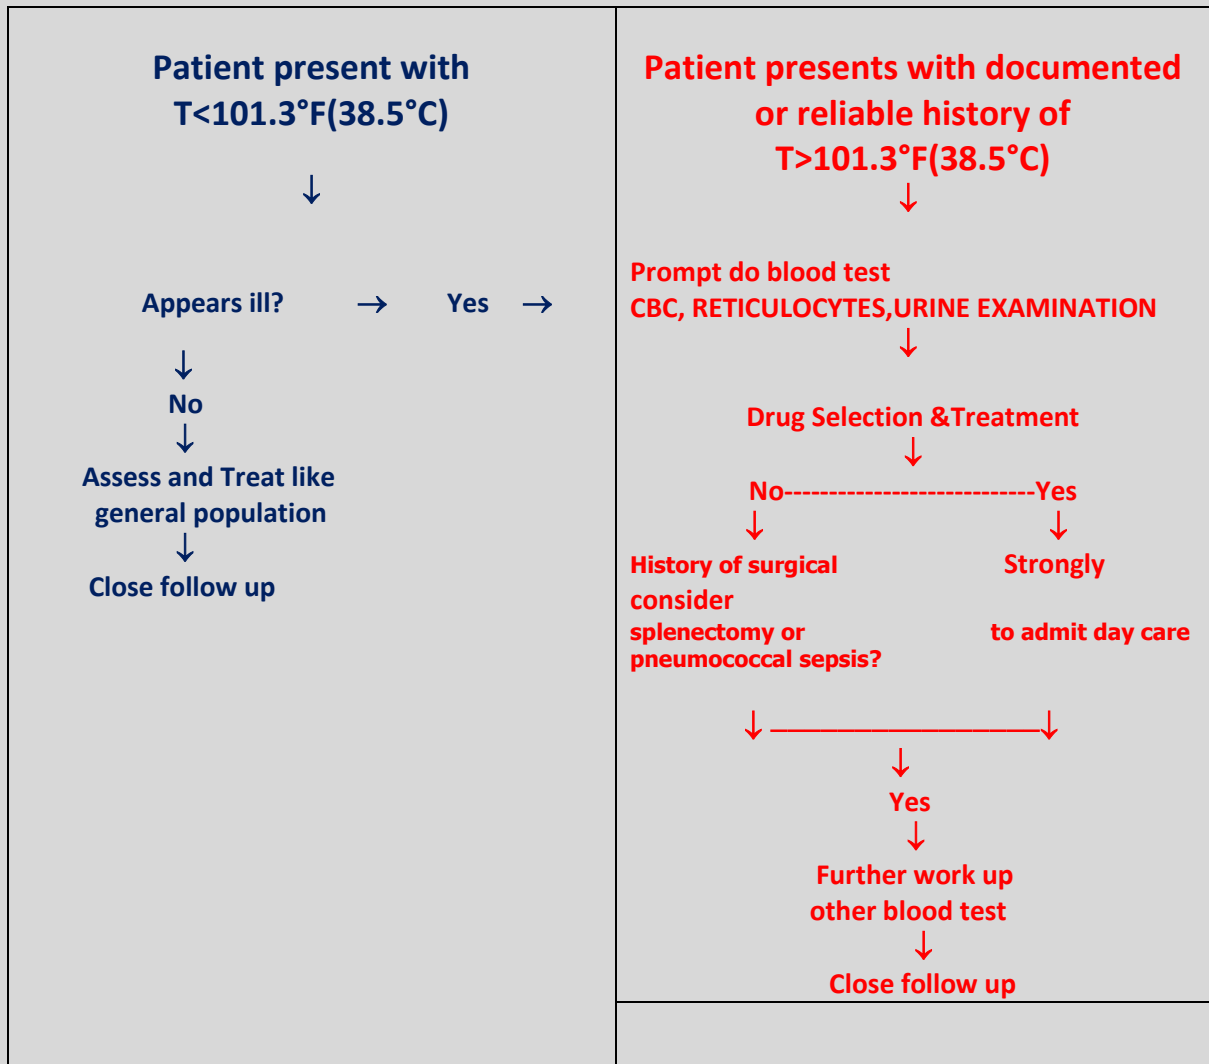 Patient present with
T<101.3°F(38.5°C)
↓
Appears ill? → Yes →
↓
No
↓
Assess and Treat like
general population
↓
Close follow up
Patient presents with documented
or reliable history of
T>101.3°F(38.5°C)
↓
Prompt do blood test
CBC, RETICULOCYTES,URINE EXAMINATION
↓
Drug Selection &Treatment
↓
No----------------------------Yes
↓ ↓
History of surgical Strongly
consider
splenectomy or to admit day care
pneumococcal sepsis?
↓ ________________↓
↓
Yes
↓
Further work up
other blood test
↓
Close follow up